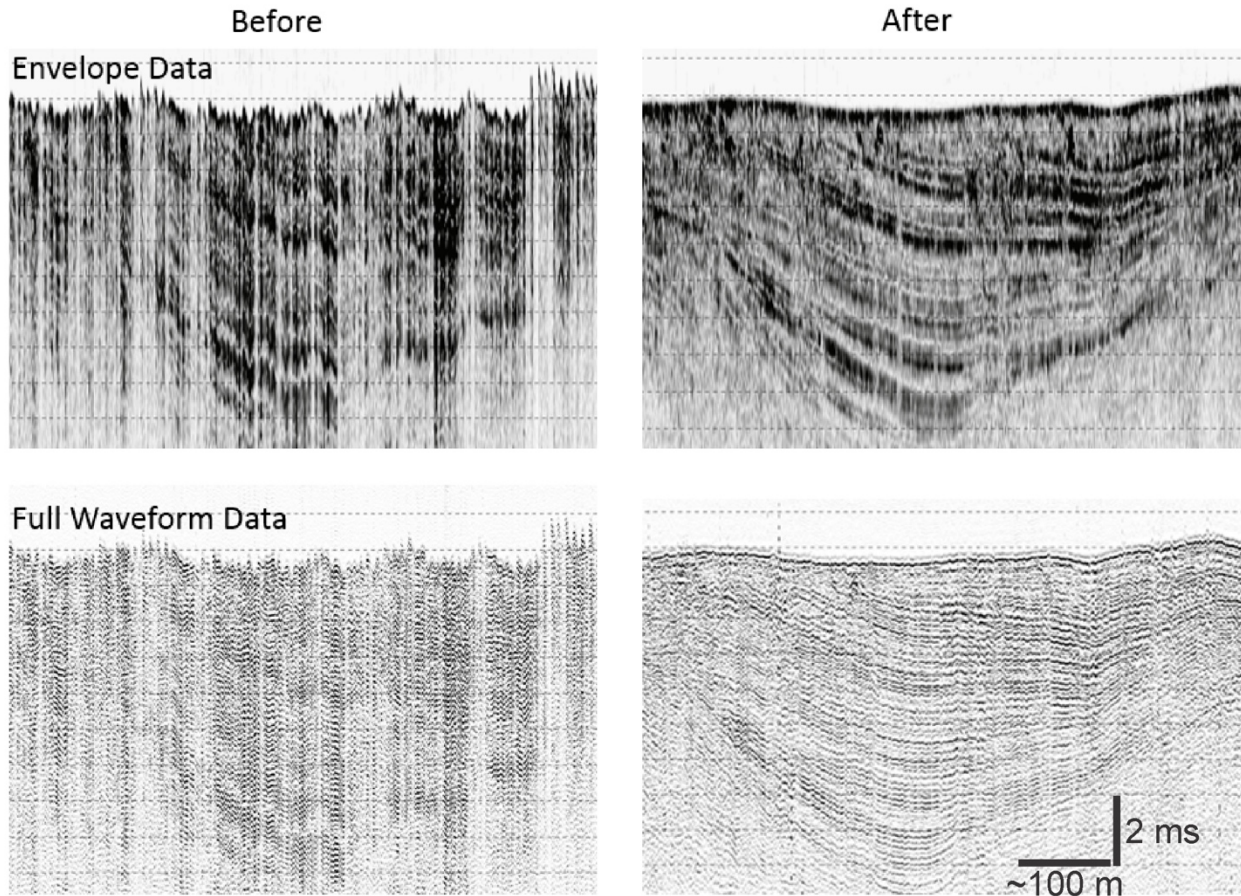 Before
After
Envelope Data
Full Waveform Data
2 ms
~100 m